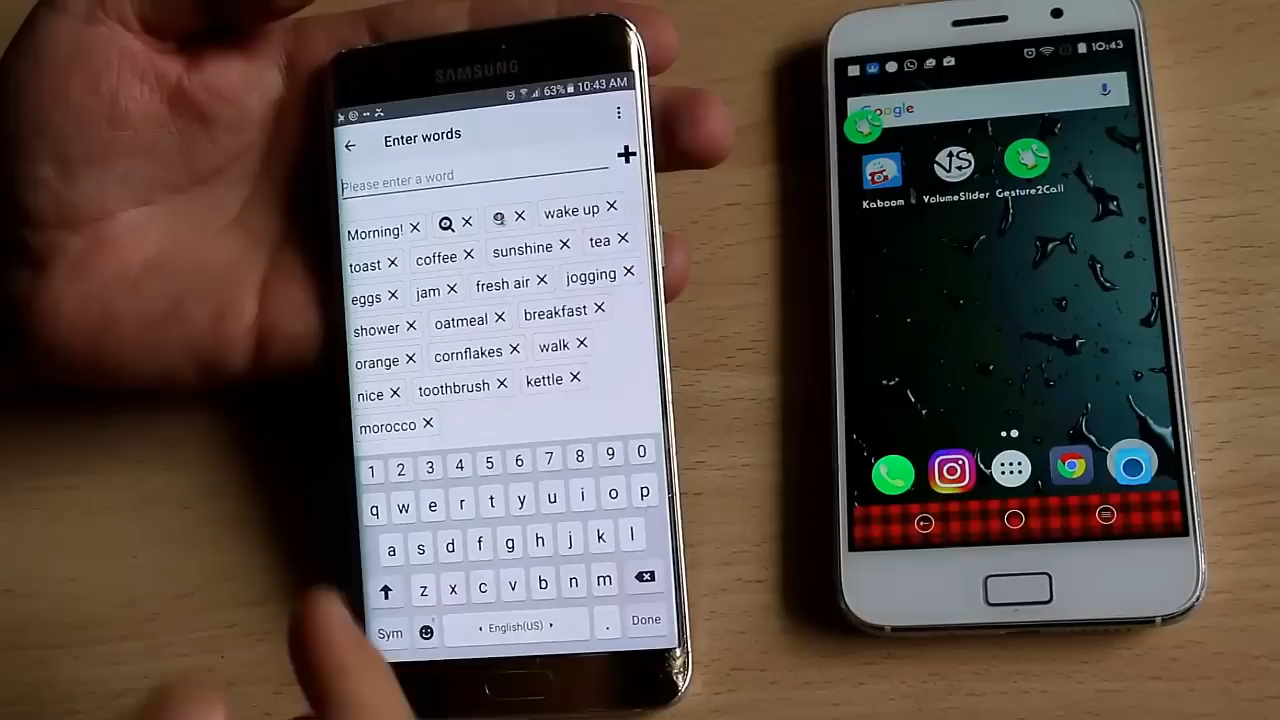 SAMSUNG
63% 10:43 AM
Enter words
Please enter a word
Morning! wake up
toast coffee sunshine tea
eggs jam fresh air jogging
shower oatmeal breakfast
orange cornflakes walk
nice toothbrush kettle
morocco
1 2 3 4 5 6 7 8 9 0
q w e r t y u i o p
a s d f g h j k l
z x c v b n m
Sym English(US) . Done
10:43
Google
Kaboom VolumeSlider Gesture2Call